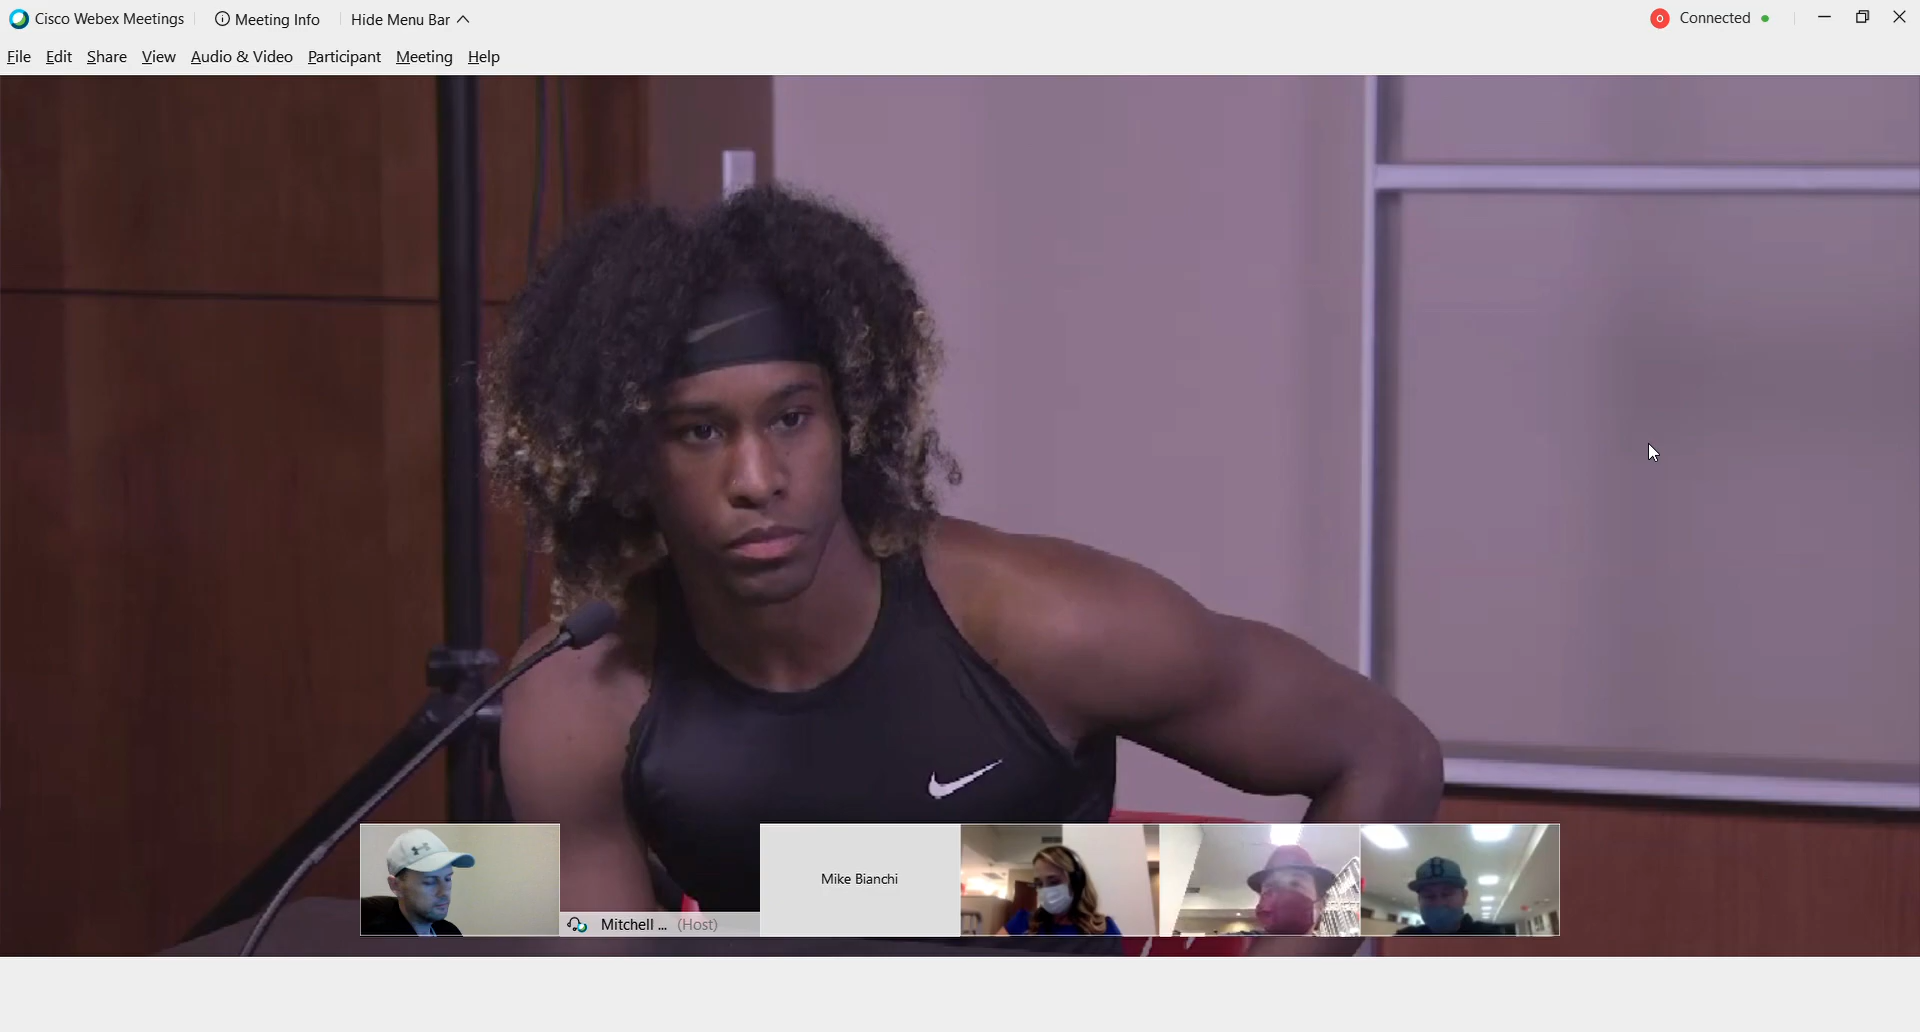 Cisco Webex Meetings Meeting Info Hide Menu Bar Connected
File Edit Share View Audio & Video Participant Meeting Help
Mike Bianchi
Mitchell ... (Host)
B